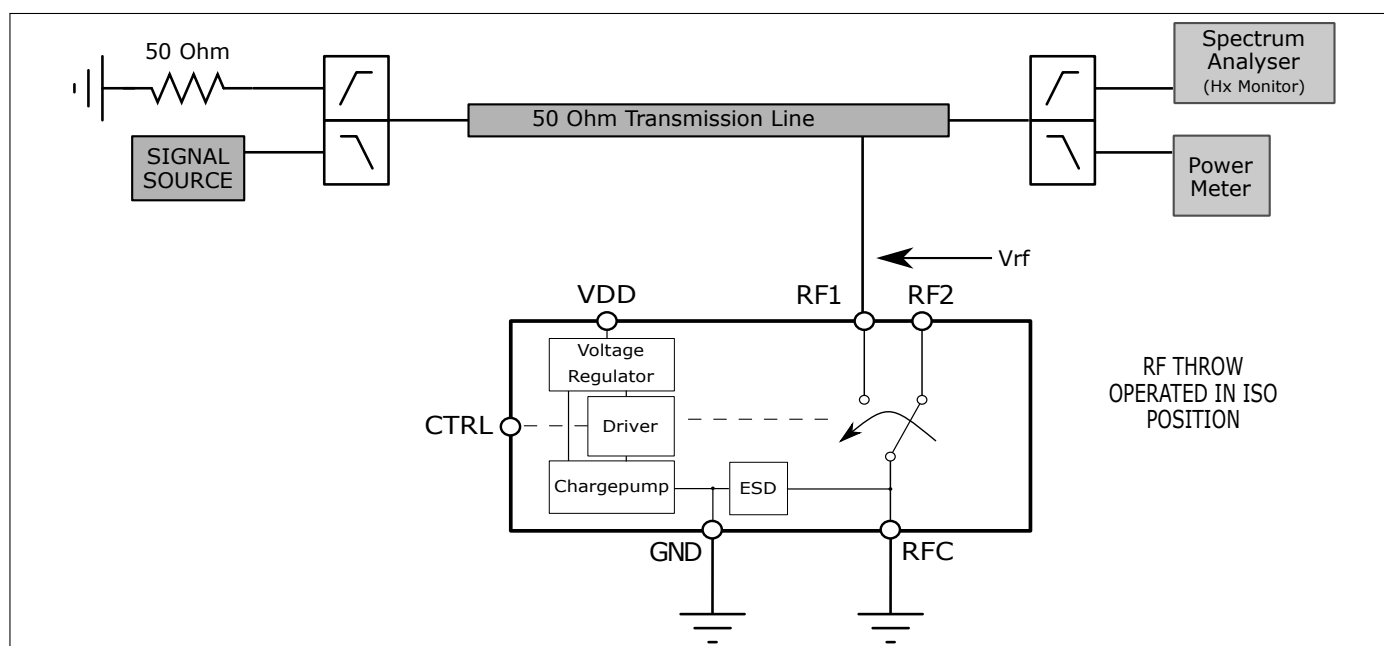 50 Ohm
SIGNAL
SOURCE
50 Ohm Transmission Line
Spectrum
Analyser
(Hx Monitor)
Power
Meter
Vrf
VDD
RF1
RF2
Voltage
Regulator
CTRL
Driver
Chargepump
ESD
GND
RFC
RF THROW
OPERATED IN ISO
POSITION